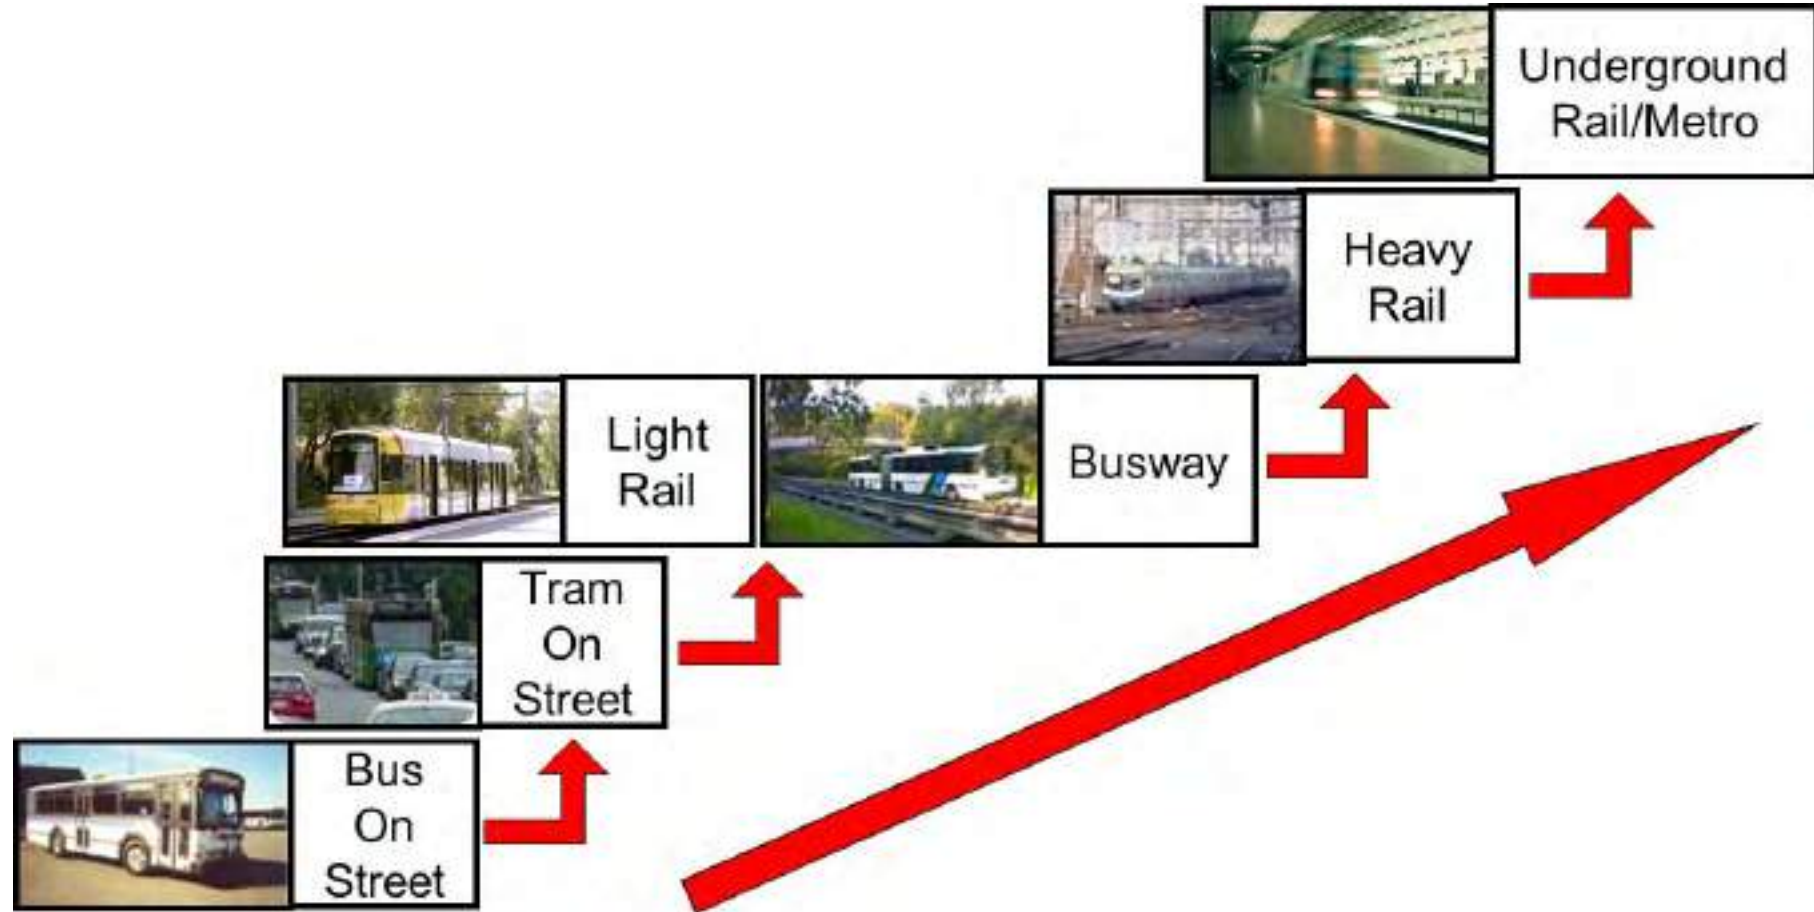 Underground
Rail/Metro
Heavy
Rail
Light
Rail
Busway
Tram
On
Street
Bus
On
Street